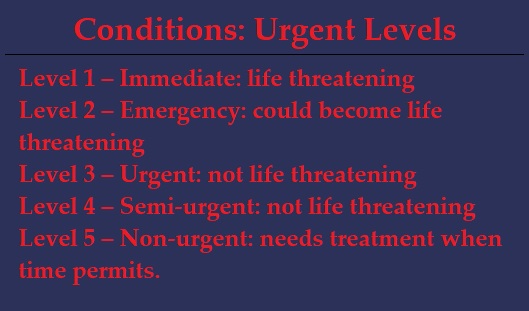 Conditions: Urgent Levels
Level 1 – Immediate: life threatening
Level 2 – Emergency: could become life
threatening
Level 3 – Urgent: not life threatening
Level 4 – Semi-urgent: not life threatening
Level 5 – Non-urgent: needs treatment when
time permits.